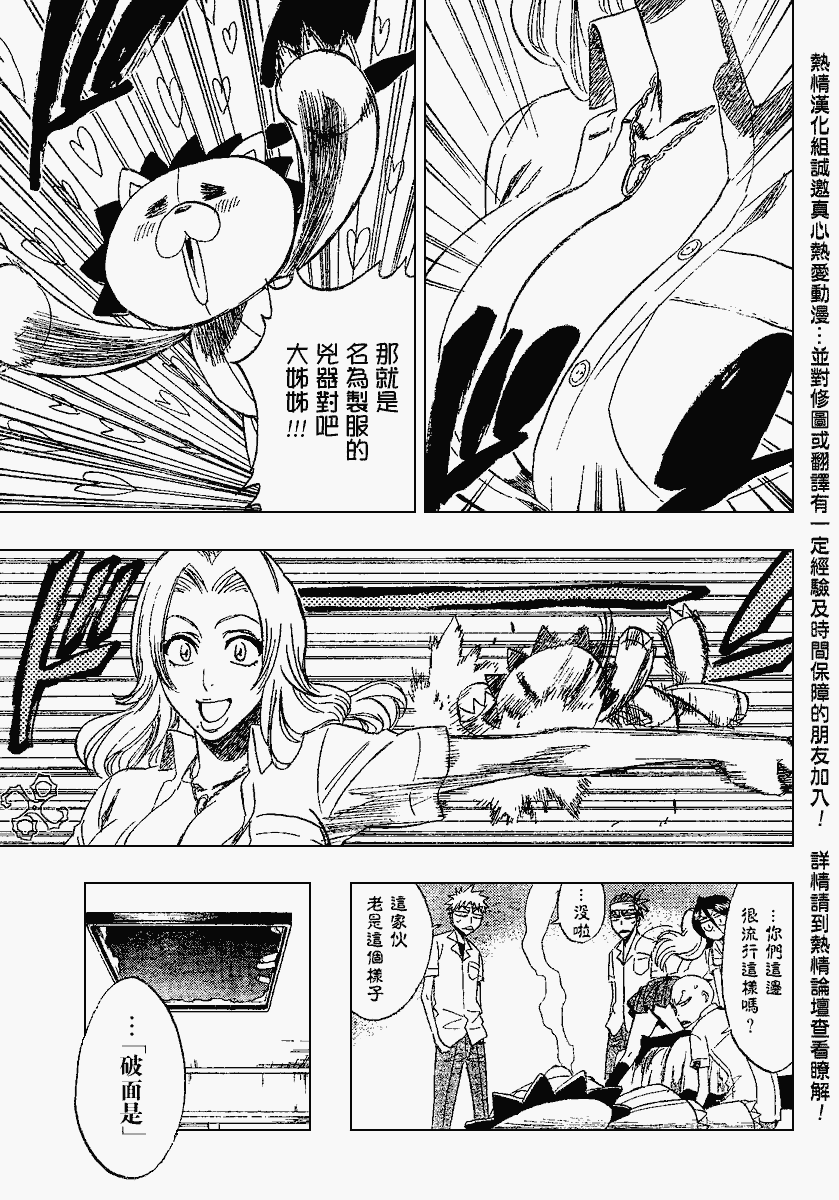 那就是
名為製服的
兇器對吧
大姊姊!!!
…你們這邊
很流行這樣嗎?
…没啦
這家伙
老是這個樣子
…「破面是」
熱情漢化組誠邀真心熱愛動漫…並對修圖或翻譯有一定經驗及時間保障的朋友加入! 詳情請到熱情論壇查看瞭解!